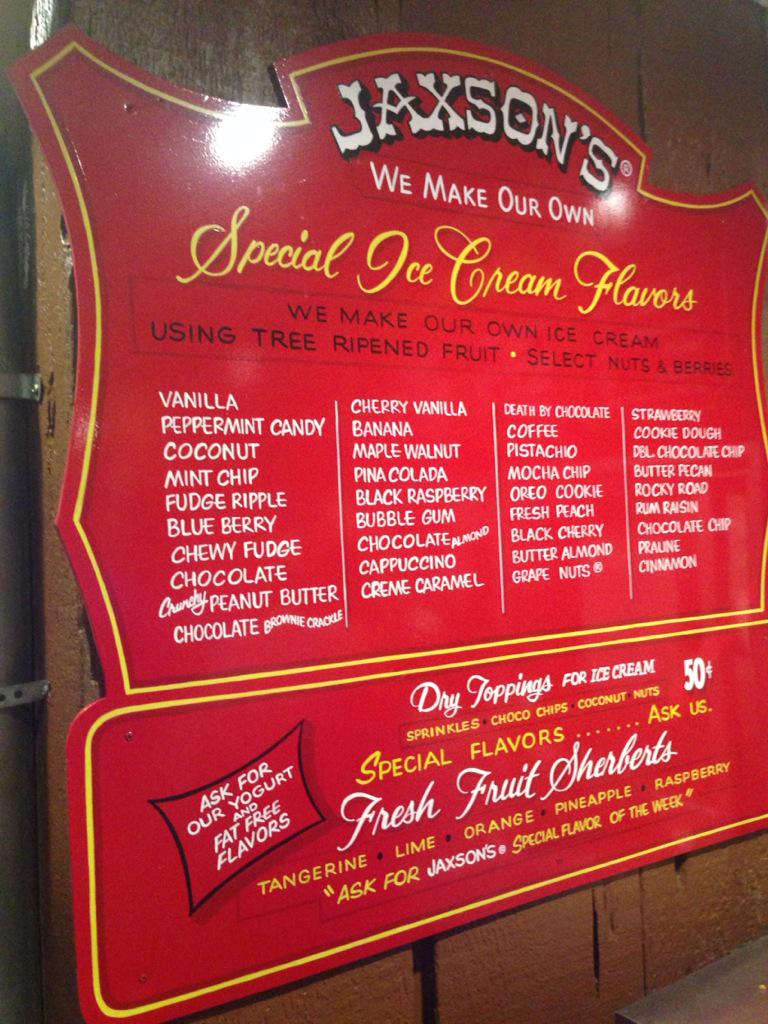 JAXSON'S®
WE MAKE OUR OWN
Special Ice Cream Flavors
WE MAKE OUR OWN ICE CREAM
USING TREE RIPENED FRUIT • SELECT NUTS & BERRIES
VANILLA
PEPPERMINT CANDY
COCONUT
MINT CHIP
FUDGE RIPPLE
BLUE BERRY
CHEWY FUDGE
CHOCOLATE
Crunchy PEANUT BUTTER
CHOCOLATE BROWNIE CRACKLE
CHERRY VANILLA
BANANA
MAPLE WALNUT
PINA COLADA
BLACK RASPBERRY
BUBBLE GUM
CHOCOLATE ALMOND
CAPPUCCINO
CREME CARAMEL
DEATH BY CHOCOLATE
COFFEE
PISTACHIO
MOCHA CHIP
OREO COOKIE
FRESH PEACH
BLACK CHERRY
BUTTER ALMOND
GRAPE NUTS®
STRAWBERRY
COOKIE DOUGH
DBL. CHOCOLATE CHIP
BUTTER PECAN
ROCKY ROAD
RUM RAISIN
CHOCOLATE CHIP
PRALINE
CINNAMON
Dry Toppings FOR ICE CREAM 50¢
SPRINKLES • CHOCO CHIPS • COCONUT • NUTS
SPECIAL FLAVORS ....... ASK US.
Fresh Fruit Sherberts
TANGERINE • LIME • ORANGE • PINEAPPLE • RASPBERRY
"ASK FOR JAXSON'S® SPECIAL FLAVOR OF THE WEEK"
ASK FOR
OUR YOGURT
AND
FAT FREE
FLAVORS